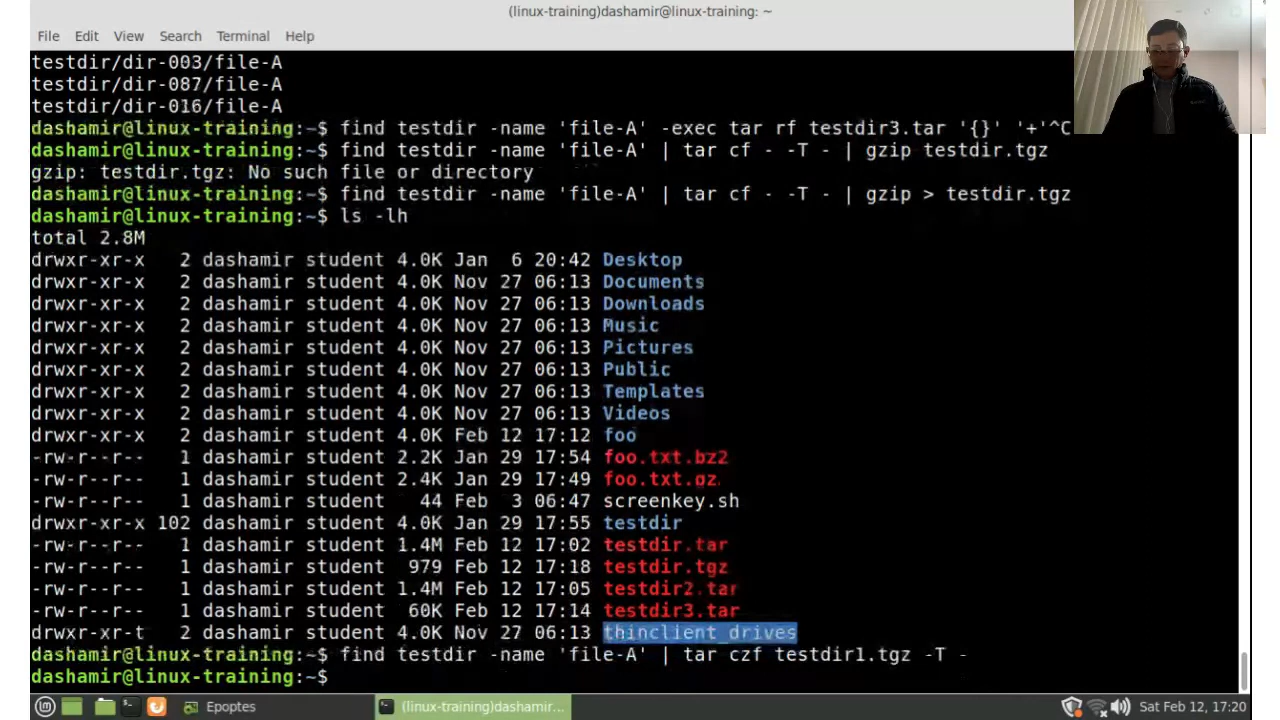 (linux-training)dashamir@linux-training: ~
File Edit View Search Terminal Help
testdir/dir-003/file-A
testdir/dir-087/file-A
testdir/dir-016/file-A
dashamir@linux-training:~$ find testdir -name 'file-A' -exec tar rf testdir3.tar '{}' '+'^C
dashamir@linux-training:~$ find testdir -name 'file-A' | tar cf - -T - | gzip testdir.tgz
gzip: testdir.tgz: No such file or directory
dashamir@linux-training:~$ find testdir -name 'file-A' | tar cf - -T - | gzip > testdir.tgz
dashamir@linux-training:~$ ls -lh
total 2.8M
drwxr-xr-x 2 dashamir student 4.0K Jan 6 20:42 Desktop
drwxr-xr-x 2 dashamir student 4.0K Nov 27 06:13 Documents
drwxr-xr-x 2 dashamir student 4.0K Nov 27 06:13 Downloads
drwxr-xr-x 2 dashamir student 4.0K Nov 27 06:13 Music
drwxr-xr-x 2 dashamir student 4.0K Nov 27 06:13 Pictures
drwxr-xr-x 2 dashamir student 4.0K Nov 27 06:13 Public
drwxr-xr-x 2 dashamir student 4.0K Nov 27 06:13 Templates
drwxr-xr-x 2 dashamir student 4.0K Nov 27 06:13 Videos
drwxr-xr-x 2 dashamir student 4.0K Feb 12 17:12 foo
-rw-r--r-- 1 dashamir student 2.2K Jan 29 17:54 foo.txt.bz2
-rw-r--r-- 1 dashamir student 2.4K Jan 29 17:49 foo.txt.gz
-rw-r--r-- 1 dashamir student 44 Feb 3 06:47 screenkey.sh
drwxr-xr-x 102 dashamir student 4.0K Jan 29 17:55 testdir
-rw-r--r-- 1 dashamir student 1.4M Feb 12 17:02 testdir.tar
-rw-r--r-- 1 dashamir student 979 Feb 12 17:18 testdir.tgz
-rw-r--r-- 1 dashamir student 1.4M Feb 12 17:05 testdir2.tar
-rw-r--r-- 1 dashamir student 60K Feb 12 17:14 testdir3.tar
drwxr-xr-t 2 dashamir student 4.0K Nov 27 06:13 thinclient_drives
dashamir@linux-training:~$ find testdir -name 'file-A' | tar czf testdir1.tgz -T -
dashamir@linux-training:~$
Epoptes (linux-training)dashamir... Sat Feb 12, 17:20